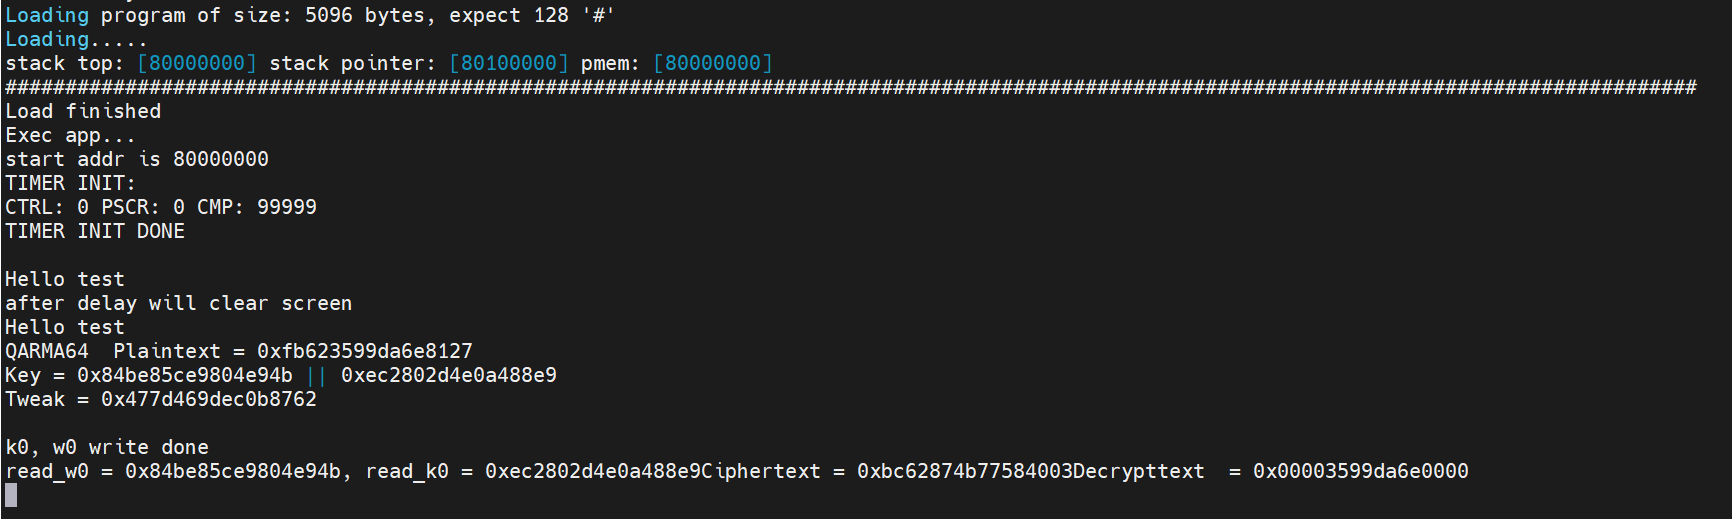 Loading program of size: 5096 bytes, expect 128 '#'
Loading.....
stack top: [80000000] stack pointer: [80100000] pmem: [80000000]
#############################################################################################################################################
Load finished
Exec app...
start addr is 80000000
TIMER INIT:
CTRL: 0 PSCR: 0 CMP: 99999
TIMER INIT DONE
Hello test
after delay will clear screen
Hello test
QARMA64  Plaintext = 0xfb623599da6e8127
Key = 0x84be85ce9804e94b || 0xec2802d4e0a488e9
Tweak = 0x477d469dec0b8762
k0, w0 write done
read_w0 = 0x84be85ce9804e94b, read_k0 = 0xec2802d4e0a488e9Ciphertext = 0xbc62874b77584003Decrypttext  = 0x00003599da6e0000